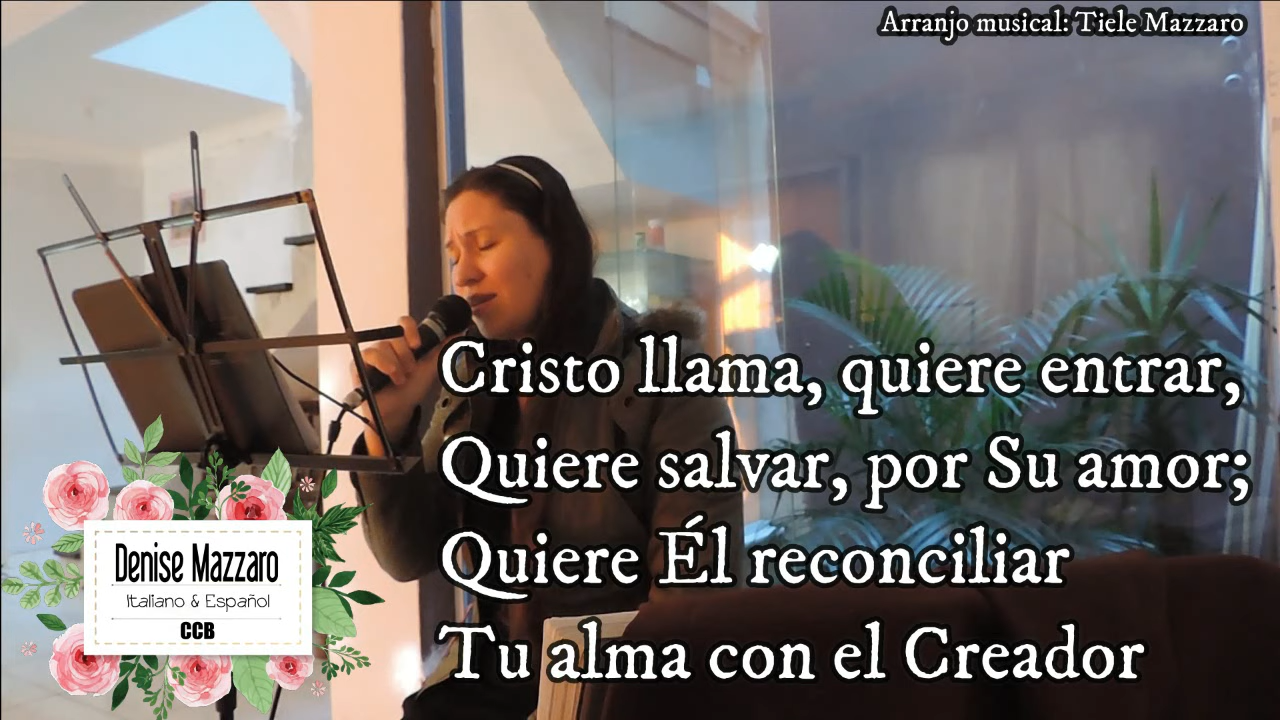 Arranjo musical: Tiele Mazzaro
Cristo llama, quiere entrar,
Quiere salvar, por Su amor;
Quiere Él reconciliar
Tu alma con el Creador
Denise Mazzaro
Italiano & Español
CCB